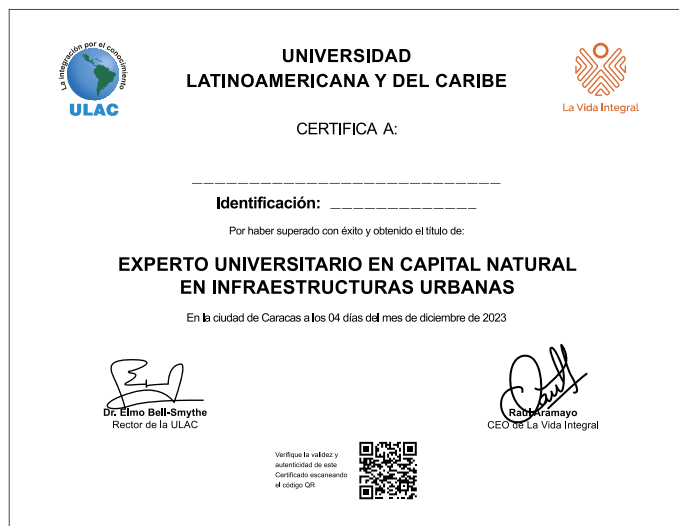 La integración por el conocimiento
ULAC
UNIVERSIDAD
LATINOAMERICANA Y DEL CARIBE
La Vida Integral
CERTIFICA A:
___________________________
Identificación: _____________
Por haber superado con éxito y obtenido el título de:
EXPERTO UNIVERSITARIO EN CAPITAL NATURAL
EN INFRAESTRUCTURAS URBANAS
En la ciudad de Caracas a los 04 días del mes de diciembre de 2023
Dr. Elmo Bell-Smythe
Rector de la ULAC
Raúl Aramayo
CEO de La Vida Integral
Verifique la validez y
autenticidad de este
Certificado escaneando
el código QR